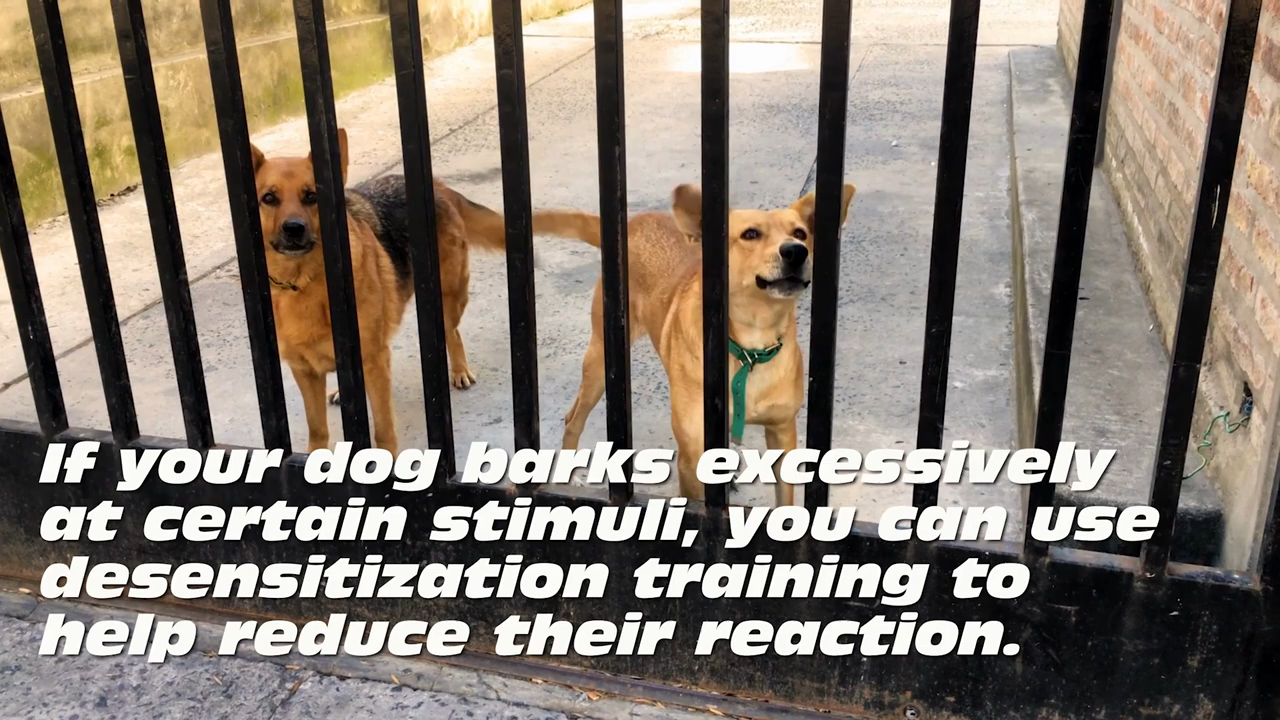 If your dog barks excessively
at certain stimuli, you can use
desensitization training to
help reduce their reaction.